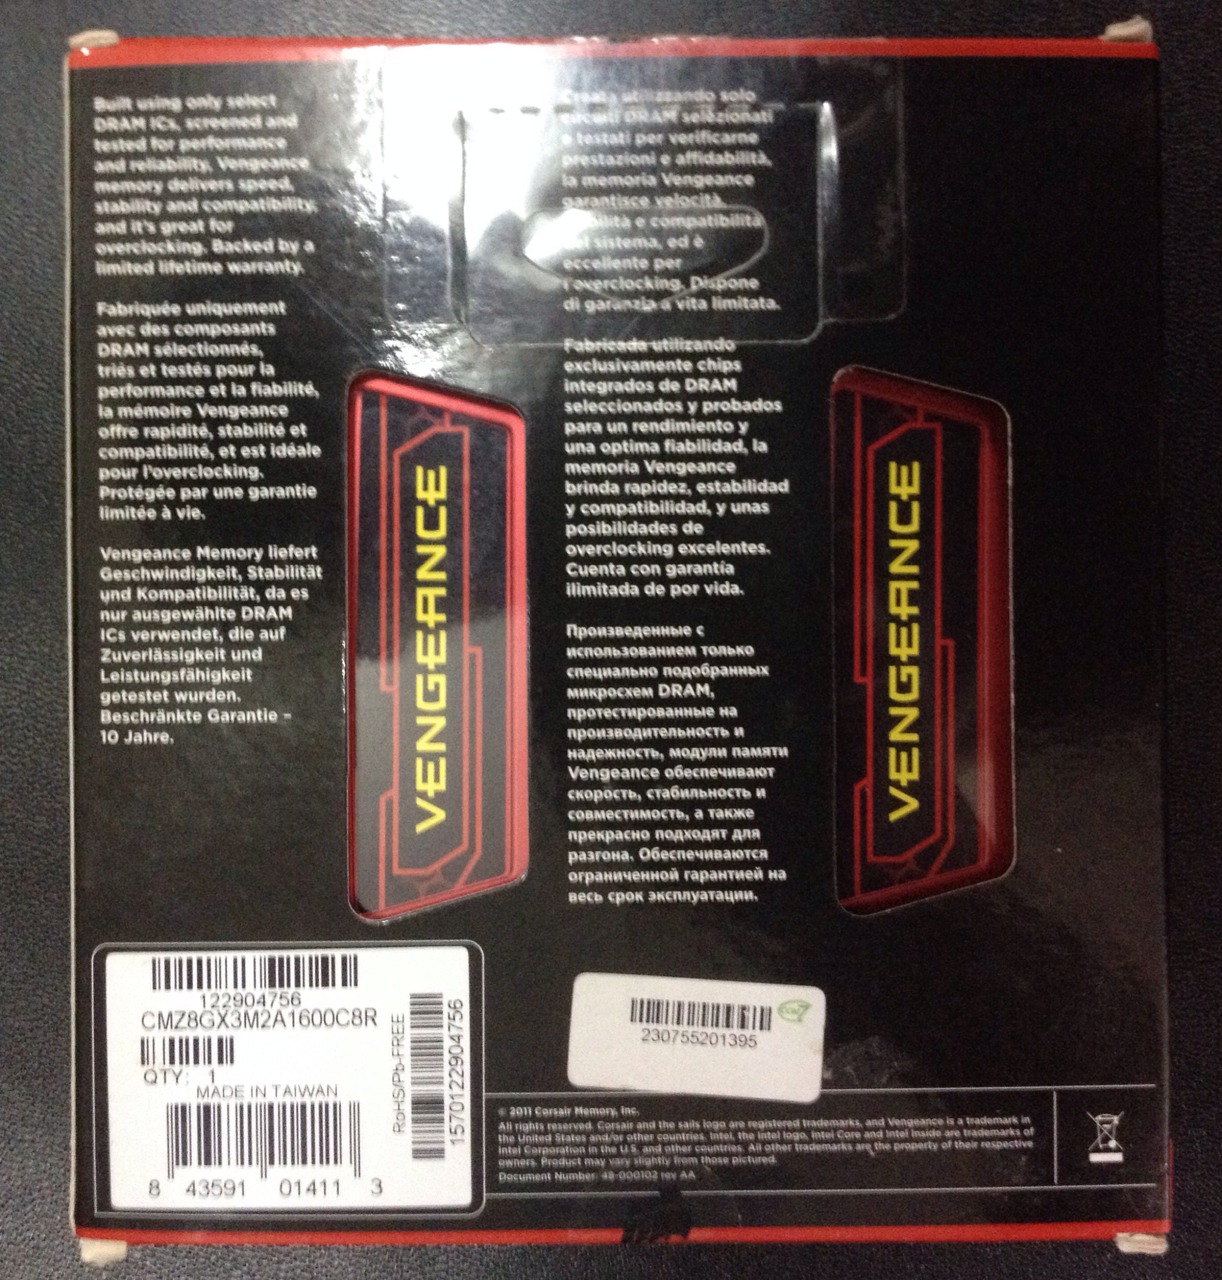 Built using only select
DRAM ICs, screened and
tested for performance
and reliability, Vengeance
memory delivers speed,
stability and compatibility,
and it's great for
overclocking. Backed by a
limited lifetime warranty.
Fabriquée uniquement
avec des composants
DRAM sélectionnés,
triés et testés pour la
performance et la fiabilité,
la mémoire Vengeance
offre rapidité, stabilité et
compatibilité, et est idéale
pour l'overclocking.
Protégée par une garantie
limitée à vie.
Vengeance Memory liefert
Geschwindigkeit, Stabilität
und Kompatibilität, da es
nur ausgewählte DRAM
ICs verwendet, die auf
Zuverlässigkeit und
Leistungsfähigkeit
getestet wurden.
Beschränkte Garantie –
10 Jahre.
VENGEANCE
utilizzando solo
circuiti DRAM selezionati
e testati per verificarne
prestazioni e affidabilità,
la memoria Vengeance
garantisce velocità,
e compatibilità
sistema, ed è
eccellente per
l'overclocking. Dispone
di garanzia a vita limitata.
Fabricada utilizando
exclusivamente chips
integrados de DRAM
seleccionados y probados
para un rendimiento y
una optima fiabilidad, la
memoria Vengeance
brinda rapidez, estabilidad
y compatibilidad, y unas
posibilidades de
overclocking excelentes.
Cuenta con garantía
ilimitada de por vida.
Произведенные с
использованием только
специально подобранных
микросхем DRAM,
протестированные на
производительность и
надежность, модули памяти
Vengeance обеспечивают
скорость, стабильность и
совместимость, а также
прекрасно подходят для
разгона. Обеспечиваются
ограниченной гарантией на
весь срок эксплуатации.
VENGEANCE
122904756
CMZ8GX3M2A1600C8R
QTY: 1
MADE IN TAIWAN
8 43591 01411 3
RoHS/Pb-FREE
1570122904756
230755201395
© 2011 Corsair Memory, Inc.
All rights reserved. Corsair and the sails logo are registered trademarks, and Vengeance is a trademark in
the United States and/or other countries. Intel, the Intel logo, Intel Core and Intel Inside are trademarks of
Intel Corporation in the U.S. and other countries. All other trademarks are the property of their respective
owners. Product may vary slightly from those pictured.
Document Number: 49-000102 rev AA